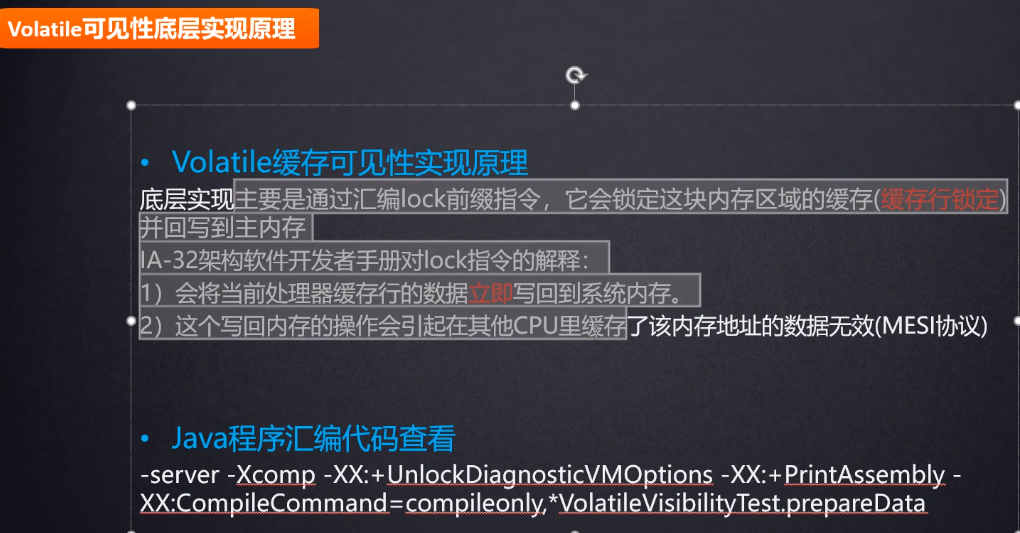 Volatile可见性底层实现原理
• Volatile缓存可见性实现原理
底层实现主要是通过汇编lock前缀指令，它会锁定这块内存区域的缓存(缓存行锁定)
并回写到主内存
IA-32架构软件开发者手册对lock指令的解释：
1）会将当前处理器缓存行的数据立即写回到系统内存。
2）这个写回内存的操作会引起在其他CPU里缓存了该内存地址的数据无效(MESI协议)
• Java程序汇编代码查看
-server -Xcomp -XX:+UnlockDiagnosticVMOptions -XX:+PrintAssembly -
XX:CompileCommand=compileonly,*VolatileVisibilityTest.prepareData